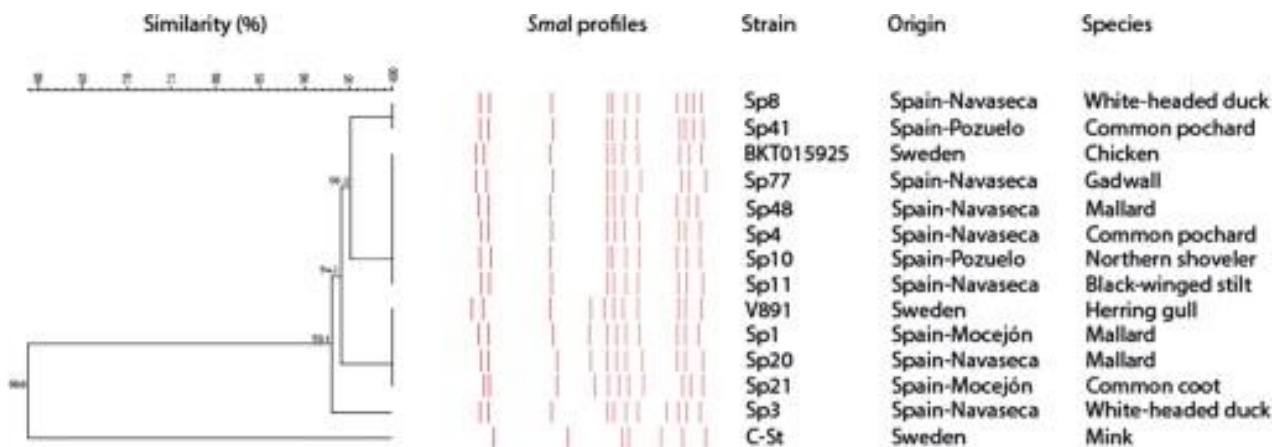 Similarity (%) SmaI profiles Strain Origin Species
100
Sp8 Spain-Navaseca White-headed duck
Sp41 Spain-Pozuelo Common pochard
BKT015925 Sweden Chicken
Sp77 Spain-Navaseca Gadwall
Sp48 Spain-Navaseca Mallard
Sp4 Spain-Navaseca Common pochard
Sp10 Spain-Pozuelo Northern shoveler
Sp11 Spain-Navaseca Black-winged stilt
V891 Sweden Herring gull
Sp1 Spain-Mocejón Mallard
Sp20 Spain-Navaseca Mallard
Sp21 Spain-Mocejón Common coot
Sp3 Spain-Navaseca White-headed duck
C-St Sweden Mink